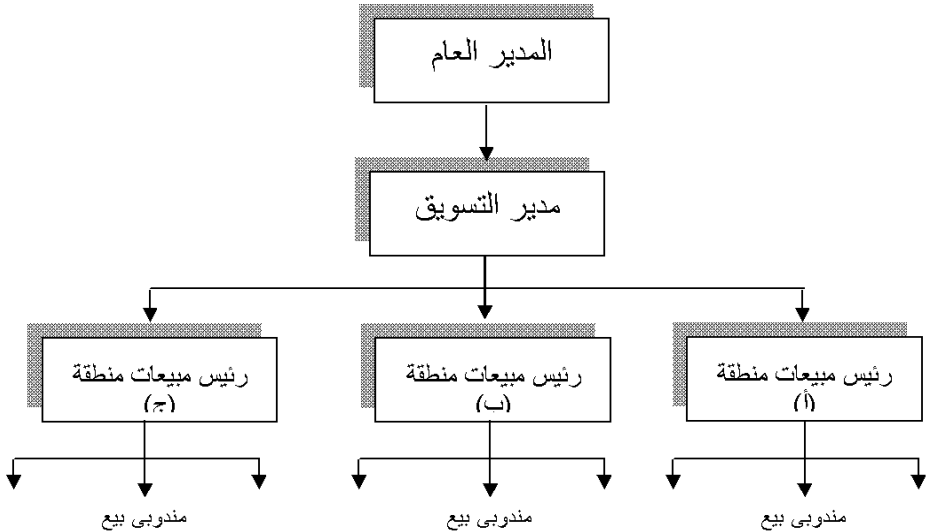 المدير العام
مدير التسويق
رئيس مبيعات منطقة
(أ)
رئيس مبيعات منطقة
(ب)
رئيس مبيعات منطقة
(ج)
مندوبى بيع
مندوبى بيع
مندوبى بيع